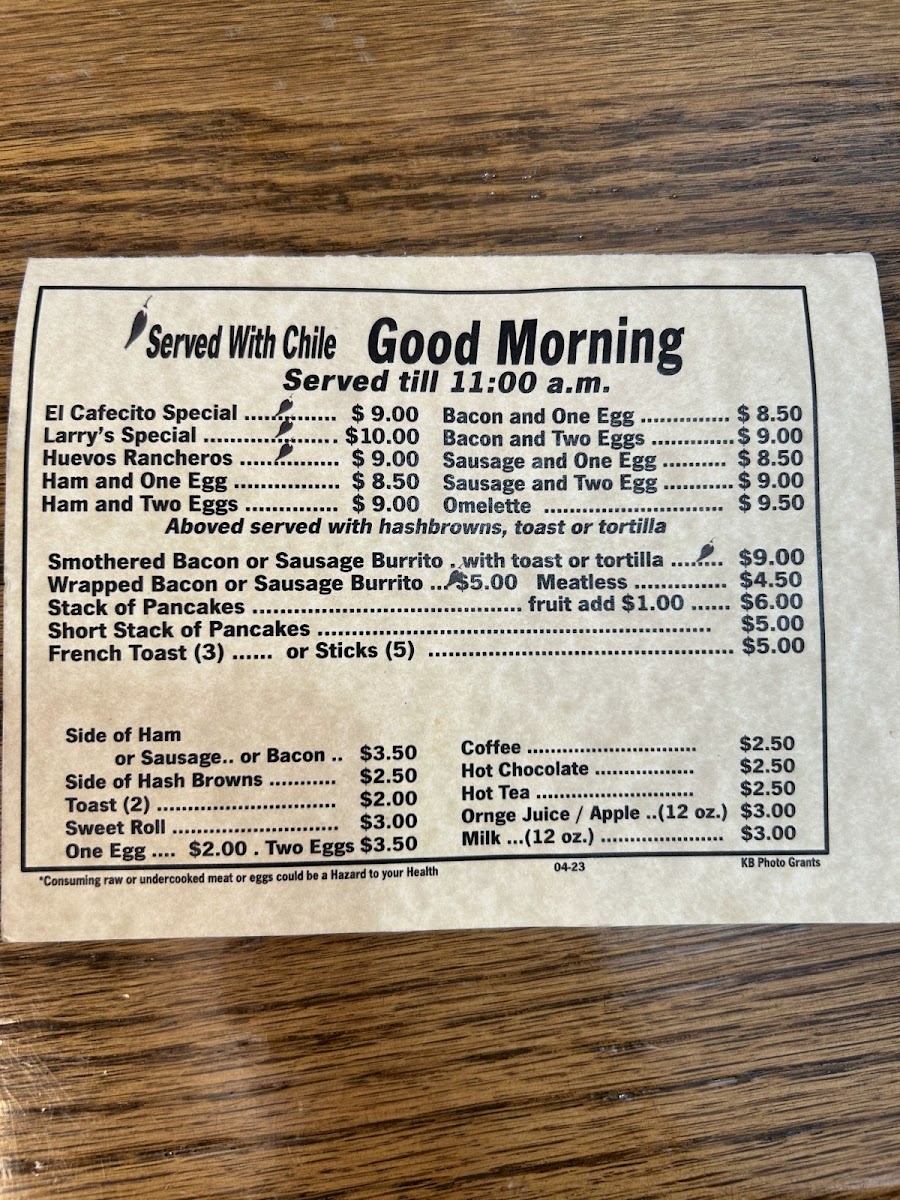 Served With Chile Good Morning
Served till 11:00 a.m.
El Cafecito Special .............. $ 9.00
Larry's Special .................... $10.00
Huevos Rancheros ............... $ 9.00
Ham and One Egg ................ $ 8.50
Ham and Two Eggs .............. $ 9.00
Bacon and One Egg ............. $ 8.50
Bacon and Two Eggs ............ $ 9.00
Sausage and One Egg .......... $ 8.50
Sausage and Two Egg ........... $ 9.00
Omelette ........................... $ 9.50
Aboved served with hashbrowns, toast or tortilla
Smothered Bacon or Sausage Burrito . with toast or tortilla ........ $9.00
Wrapped Bacon or Sausage Burrito ... $5.00 Meatless .............. $4.50
Stack of Pancakes ........................................ fruit add $1.00 ...... $6.00
Short Stack of Pancakes ........................................................... $5.00
French Toast (3) ...... or Sticks (5) .............................................. $5.00
Side of Ham
or Sausage.. or Bacon .. $3.50
Side of Hash Browns .......... $2.50
Toast (2) ........................... $2.00
Sweet Roll ......................... $3.00
One Egg .... $2.00 . Two Eggs $3.50
Coffee ......................... $2.50
Hot Chocolate ............... $2.50
Hot Tea ........................ $2.50
Ornge Juice / Apple ..(12 oz.) $3.00
Milk ...(12 oz.) ................... $3.00
*Consuming raw or undercooked meat or eggs could be a Hazard to your Health
04-23
KB Photo Grants